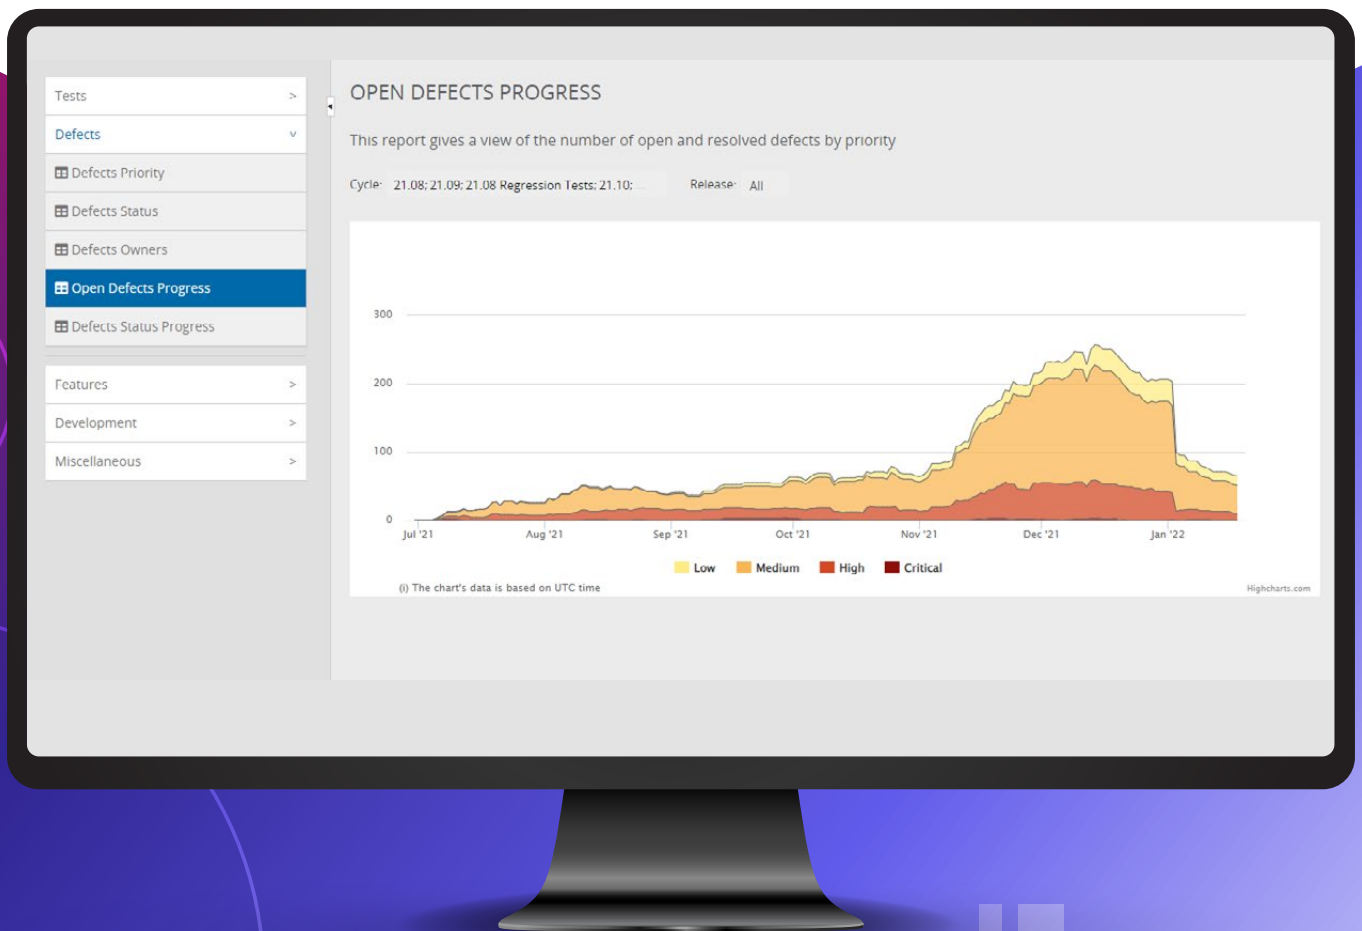 Tests >
Defects v
Defects Priority
Defects Status
Defects Owners
Open Defects Progress
Defects Status Progress
Features >
Development >
Miscellaneous >
OPEN DEFECTS PROGRESS
This report gives a view of the number of open and resolved defects by priority
Cycle: 21.08; 21.09; 21.08 Regression Tests; 21.10; ... Release: All
300
200
100
0
Jul '21 Aug '21 Sep '21 Oct '21 Nov '21 Dec '21 Jan '22
Low Medium High Critical
(i) The chart's data is based on UTC time
Highcharts.com